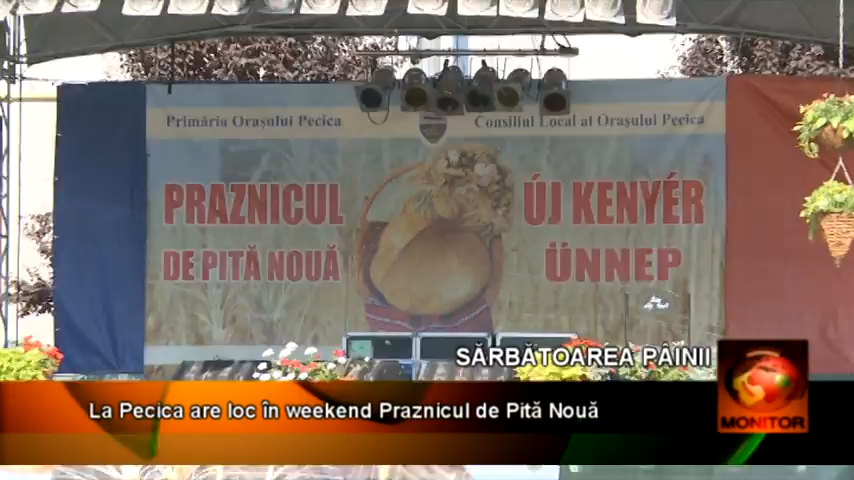 Primăria Orașului Pecica
Consiliul Local al Orașului Pecica
PRAZNICUL
DE PITĂ NOUĂ
ÚJ KENYÉR
ÜNNEP
SĂRBĂTOAREA PÂINII
La Pecica are loc în weekend Praznicul de Pită Nouă
MONITOR